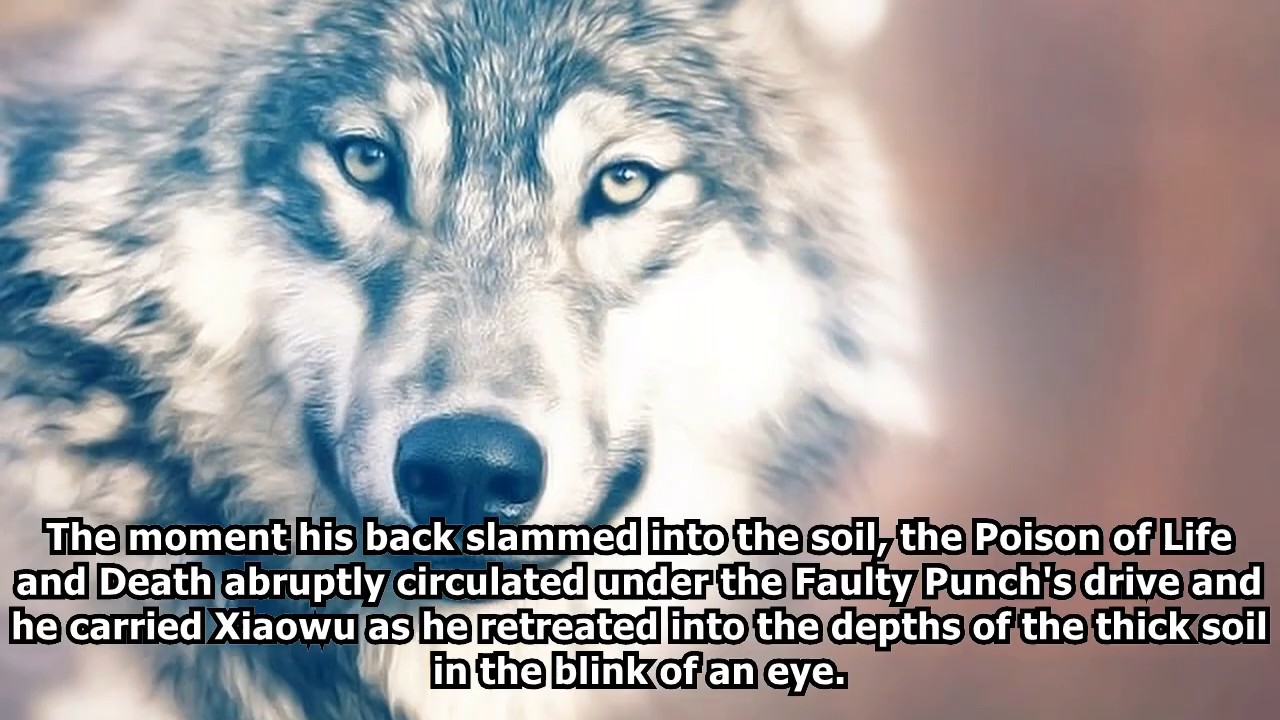 The moment his back slammed into the soil, the Poison of Life
and Death abruptly circulated under the Faulty Punch's drive and
he carried Xiaowu as he retreated into the depths of the thick soil
in the blink of an eye.